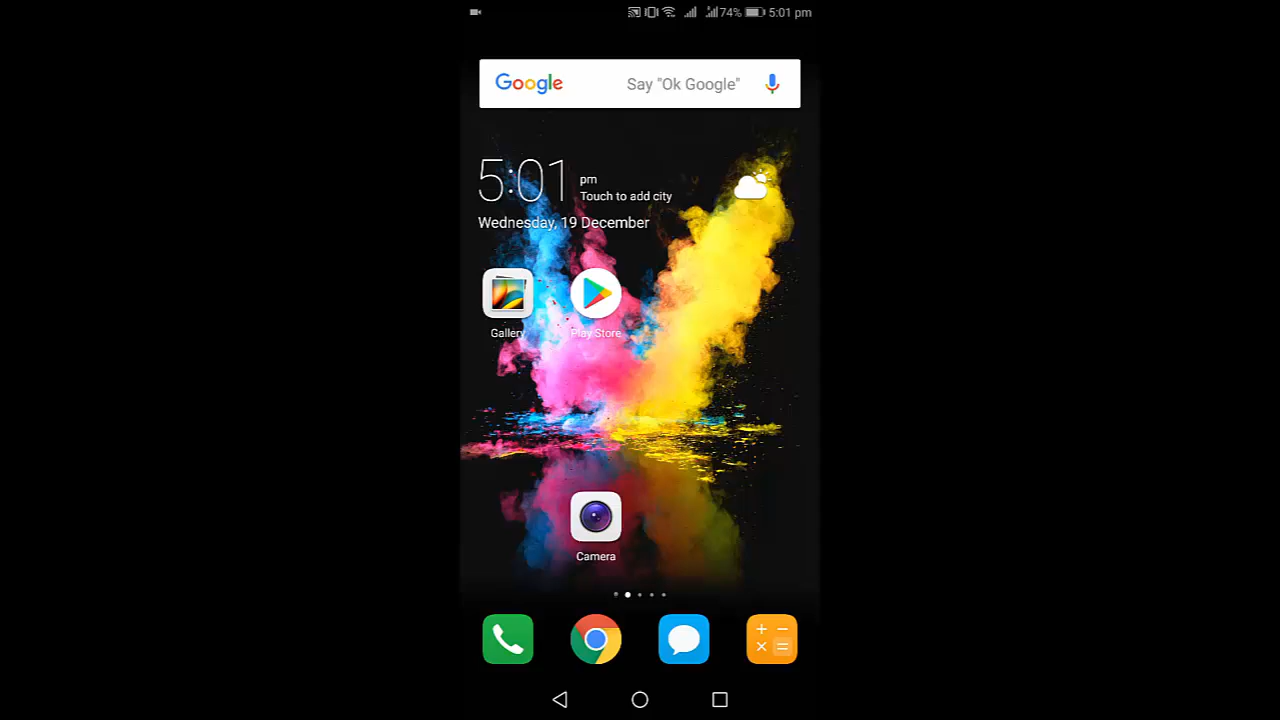 74% 5:01 pm
Google Say "Ok Google"
5:01 pm
Touch to add city
Wednesday, 19 December
Gallery Play Store
Camera